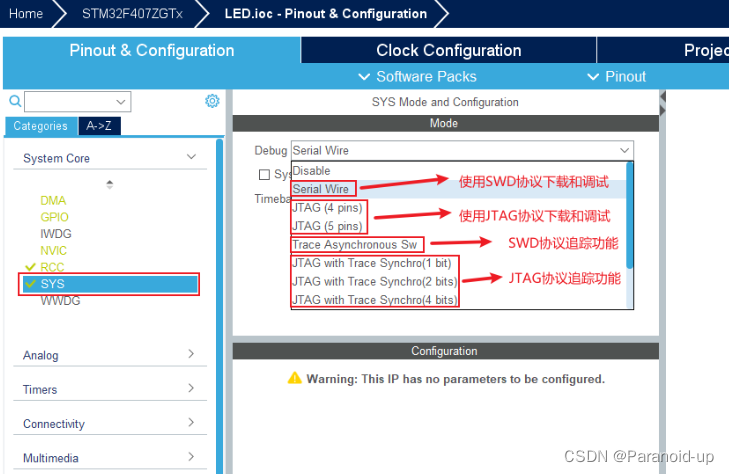 Home STM32F407ZGTx LED.ioc - Pinout & Configuration
Pinout & Configuration Clock Configuration Projec
Software Packs Pinout
SYS Mode and Configuration
Categories A->Z
Mode
System Core
Debug Serial Wire
Disable
Sys
Serial Wire
使用SWD协议下载和调试
Timeba
DMA
JTAG (4 pins)
GPIO
使用JTAG协议下载和调试
IWDG
JTAG (5 pins)
NVIC
Trace Asynchronous Sw
SWD协议追踪功能
RCC
JTAG with Trace Synchro(1 bit)
SYS
JTAG with Trace Synchro(2 bits)
JTAG协议追踪功能
WWDG
JTAG with Trace Synchro(4 bits)
Analog
Configuration
Warning: This IP has no parameters to be configured.
Timers
Connectivity
Multimedia
CSDN @Paranoid-up